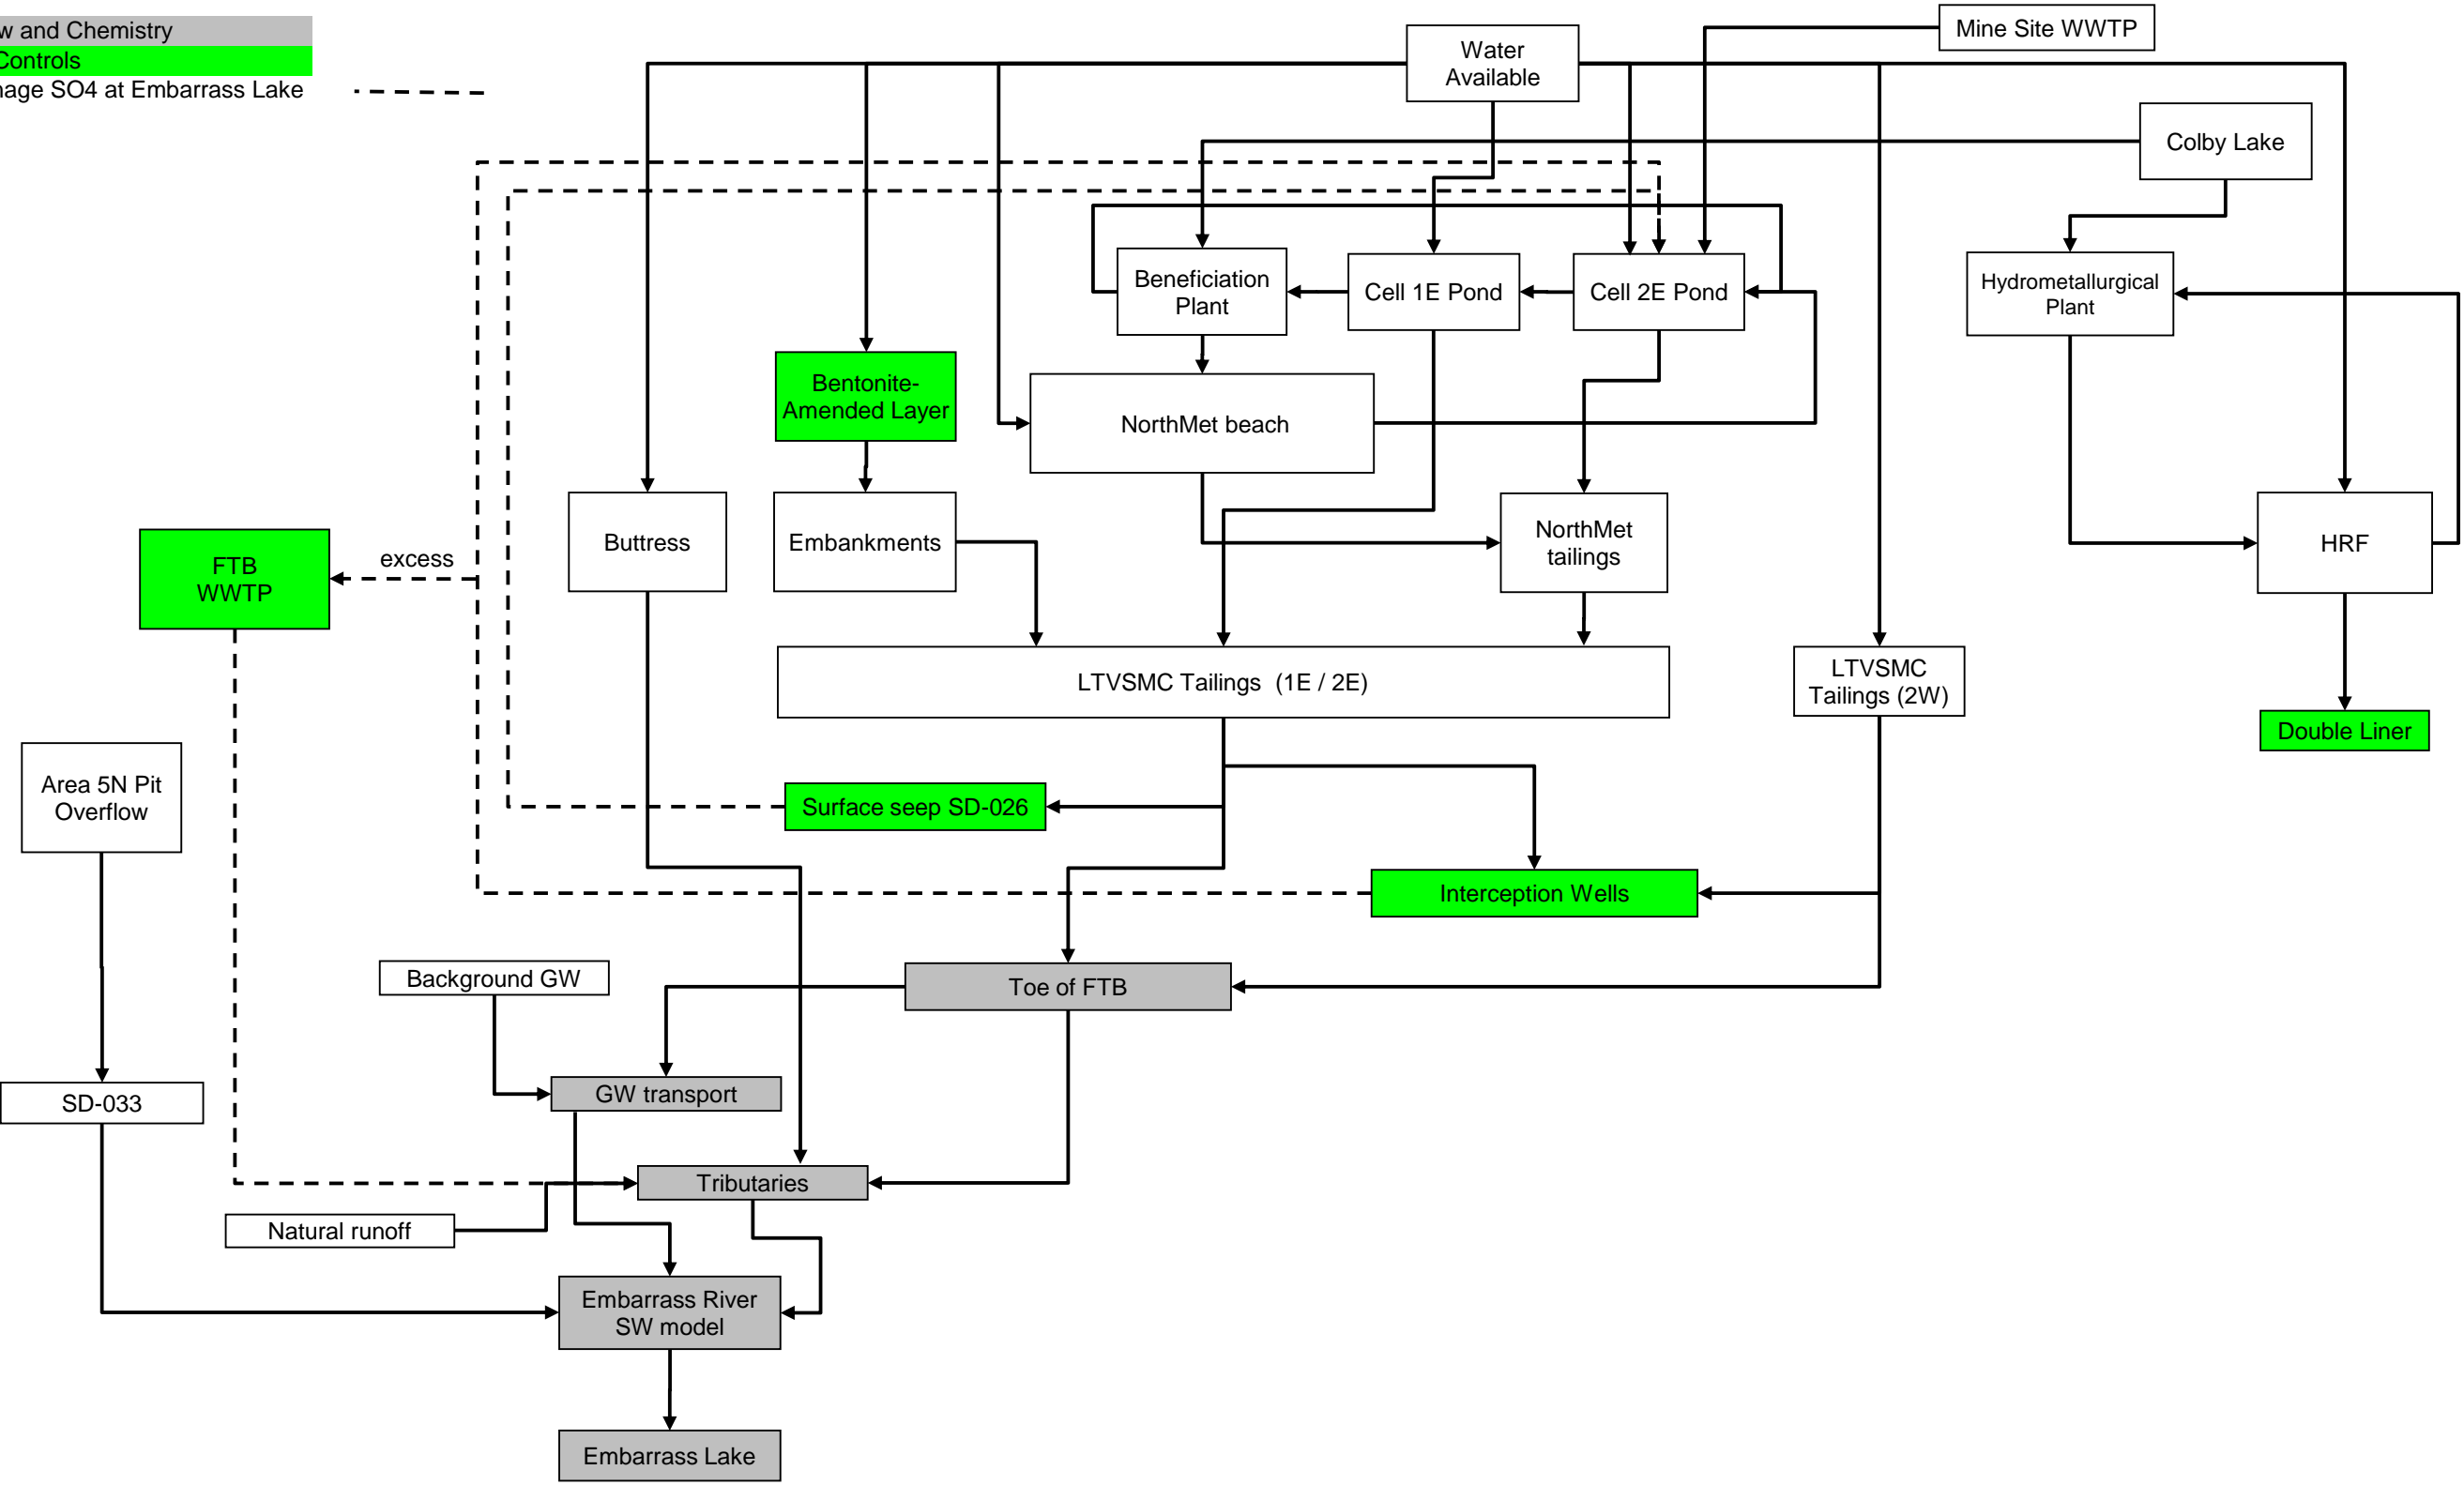 and Chemistry
Controls
SO4 at Embarrass Lake
Mine Site WWTP
Water
Available
Colby Lake
Beneficiation
Plant
Cell 1E Pond
Cell 2E Pond
Hydrometallurgical
Plant
Bentonite-
Amended Layer
NorthMet beach
FTB
WWTP
excess
Buttress
Embankments
NorthMet
tailings
HRF
LTVSMC Tailings (1E / 2E)
LTVSMC
Tailings (2W)
Double Liner
Area 5N Pit
Overflow
Surface seep SD-026
Interception Wells
Background GW
Toe of FTB
SD-033
GW transport
Tributaries
Natural runoff
Embarrass River
SW model
Embarrass Lake